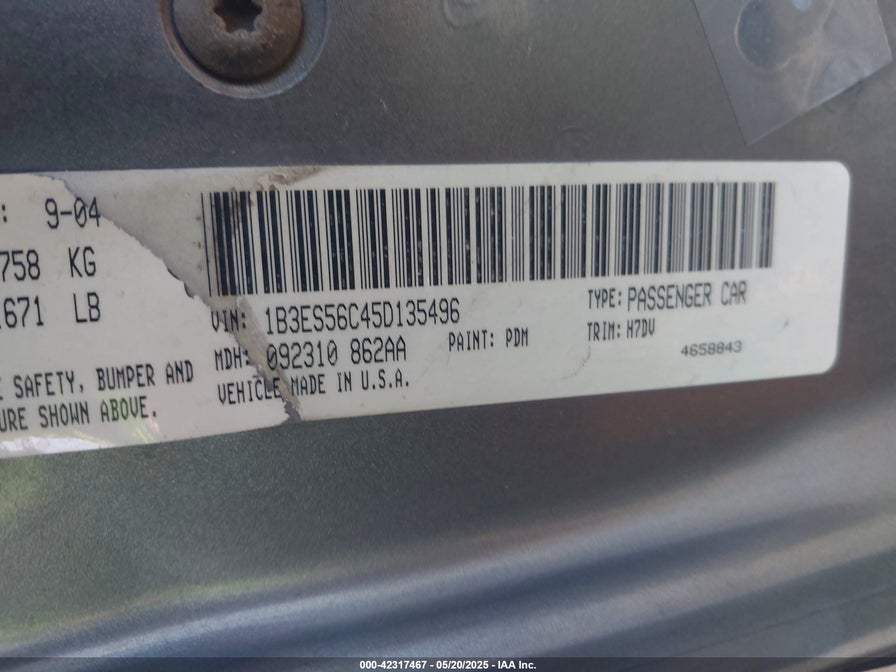 : 9-04
758 KG
1671 LB
E SAFETY, BUMPER AND
URE SHOWN ABOVE.
VIN: 1B3ES56C45D135496
TYPE: PASSENGER CAR
MDH: 092310 862AA
PAINT: PDM
TRIM: H7DV
VEHICLE MADE IN U.S.A.
4658843
000-42317467 — 05/20/2025 — IAA Inc.